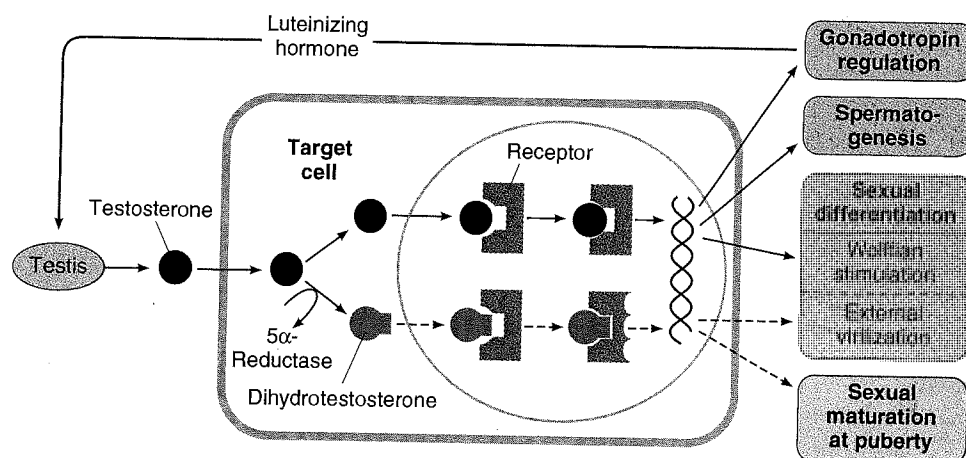 Luteinizing
hormone
Gonadotropin
regulation
Spermato-
genesis
Target
cell
Receptor
Sexual
differentiation
Testosterone
Wolffian
stimulation
Testis
External
virilization
5α-
Reductase
Dihydrotestosterone
Sexual
maturation
at puberty